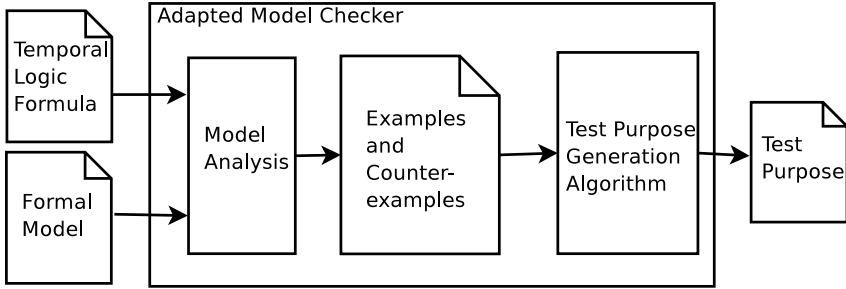 Adapted Model Checker
Temporal
Logic
Formula
Formal
Model
Model
Analysis
Examples
and
Counter-
examples
Test Purpose
Generation
Algorithm
Test
Purpose